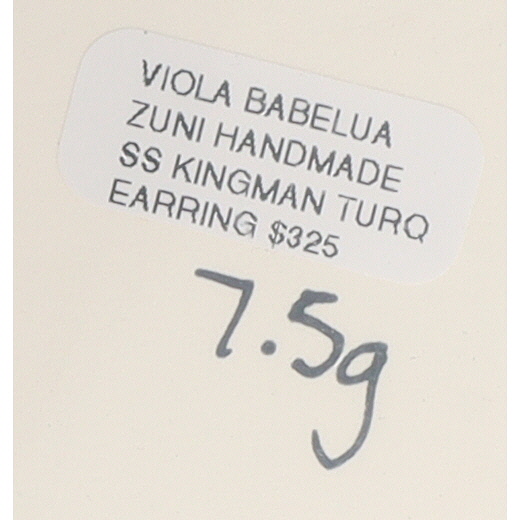 VIOLA BABELUA
ZUNI HANDMADE
SS KINGMAN TURQ
EARRING $325
7.5g